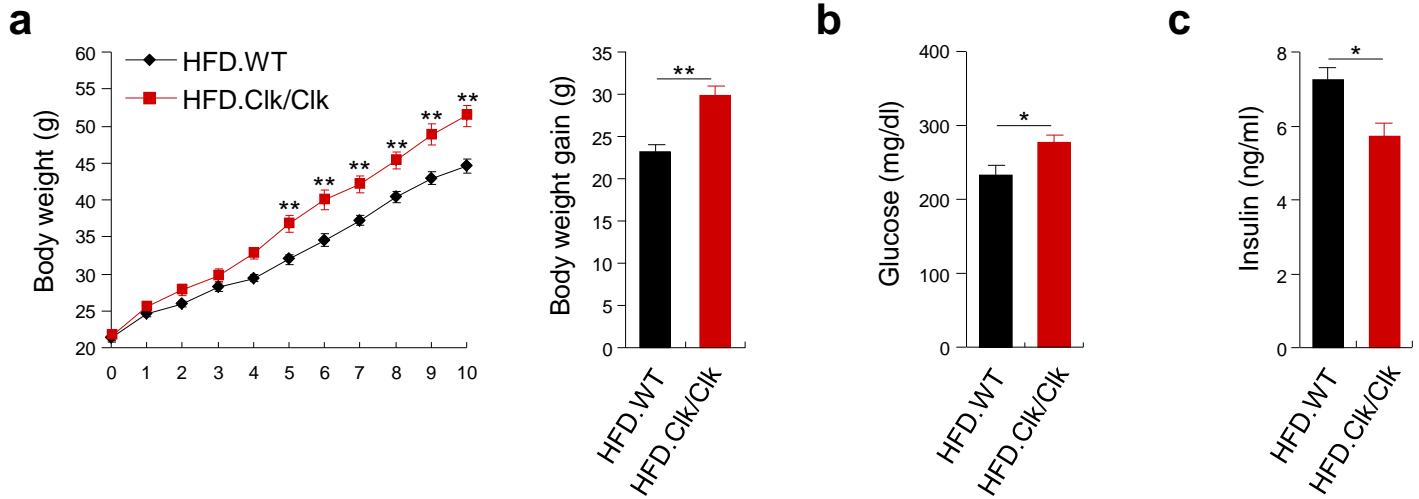 a
60
55
50
45
40
35
30
25
20
Body weight (g)
HFD.WT
HFD.Clk/Clk
**
**
**
**
**
**
0 1 2 3 4 5 6 7 8 9 10
35
30
25
20
15
10
5
0
Body weight gain (g)
**
HFD.WT
HFD.Clk/Clk
b
400
300
200
100
0
Glucose (mg/dl)
*
HFD.WT
HFD.Clk/Clk
c
8
6
4
2
0
Insulin (ng/ml)
*
HFD.WT
HFD.Clk/Clk